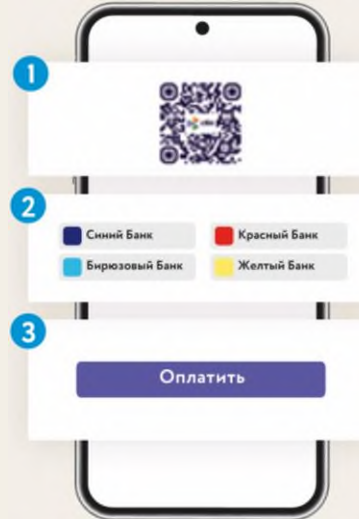 1
2
Синий Банк
Красный Банк
Бирюзовый Банк
Желтый Банк
3
Оплатить